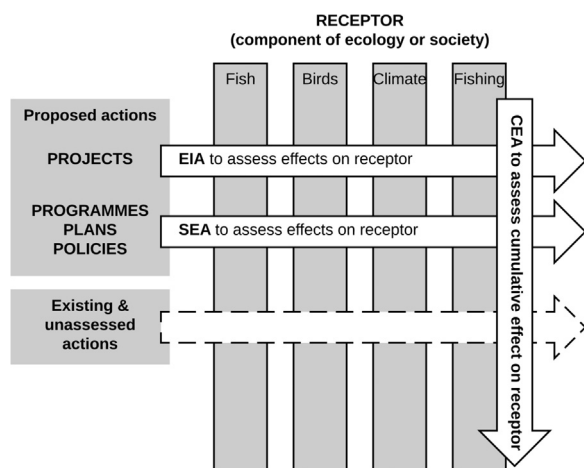 RECEPTOR
(component of ecology or society)
Fish
Birds
Climate
Fishing
Proposed actions
PROJECTS
EIA to assess effects on receptor
PROGRAMMES
PLANS
POLICIES
SEA to assess effects on receptor
Existing &
unassessed
actions
CEA to assess cumulative effect on receptor